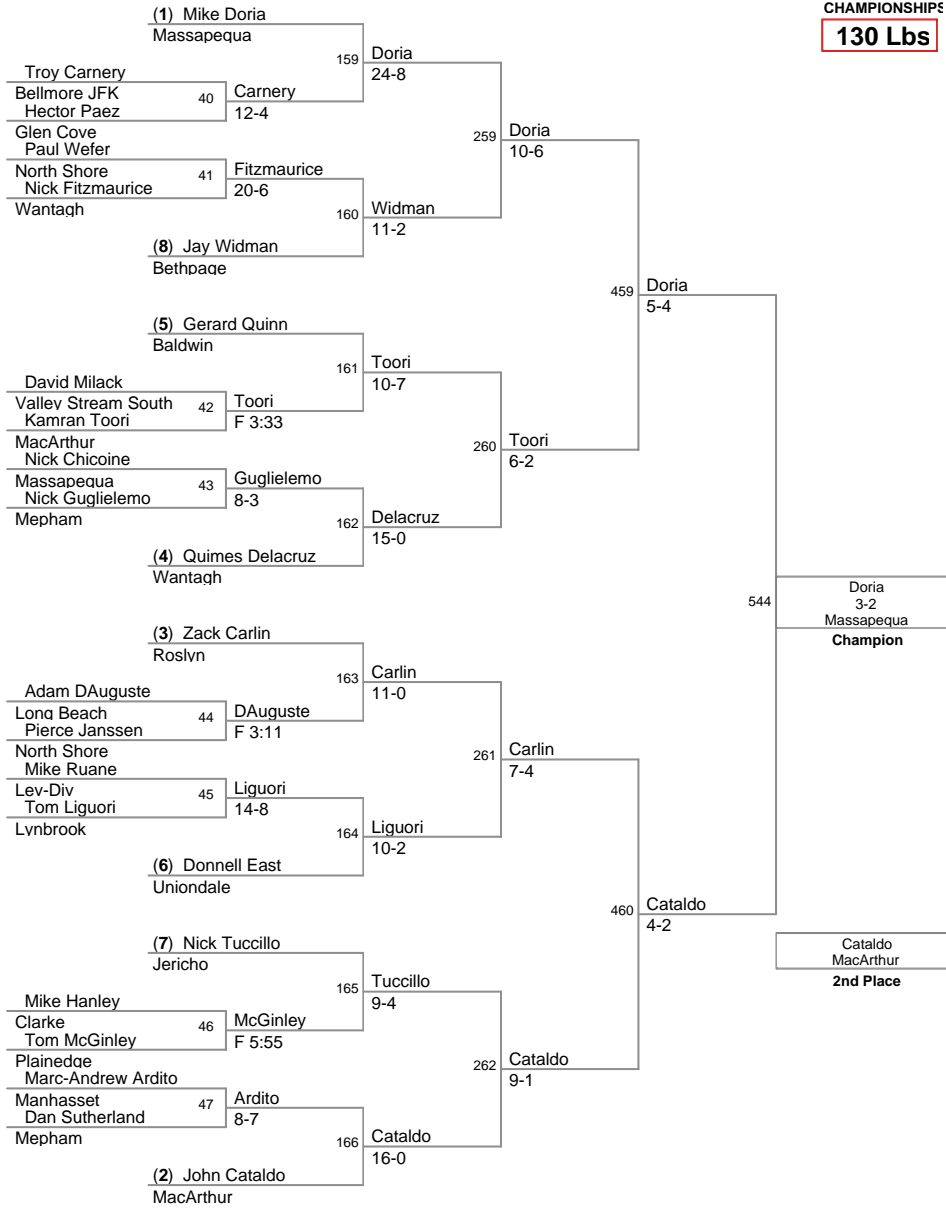 CHAMPIONSHIPS
130 Lbs
(1) Mike Doria
Massapequa
159
Doria
24-8
Troy Carnery
Bellmore JFK
40
Carnery
12-4
Hector Paez
Glen Cove
259
Doria
10-6
Paul Wefer
North Shore
41
Fitzmaurice
20-6
Nick Fitzmaurice
Wantagh
160
Widman
11-2
(8) Jay Widman
Bethpage
459
Doria
5-4
(5) Gerard Quinn
Baldwin
161
Toori
10-7
David Milack
Valley Stream South
42
Toori
F 3:33
Kamran Toori
MacArthur
260
Toori
6-2
Nick Chicoine
Massapequa
43
Guglielemo
8-3
Nick Guglielemo
Mepham
162
Delacruz
15-0
(4) Quimes Delacruz
Wantagh
544
Doria
3-2
Massapequa
Champion
(3) Zack Carlin
Roslyn
163
Carlin
11-0
Adam DAuguste
Long Beach
44
DAuguste
F 3:11
Pierce Janssen
North Shore
261
Carlin
7-4
Mike Ruane
Lev-Div
45
Liguori
14-8
Tom Liguori
Lynbrook
164
Liguori
10-2
(6) Donnell East
Uniondale
460
Cataldo
4-2
(7) Nick Tuccillo
Jericho
Cataldo
MacArthur
2nd Place
165
Tuccillo
9-4
Mike Hanley
Clarke
46
McGinley
F 5:55
Tom McGinley
Plainedge
262
Cataldo
9-1
Marc-Andrew Ardito
Manhasset
47
Ardito
8-7
Dan Sutherland
Mepham
166
Cataldo
16-0
(2) John Cataldo
MacArthur